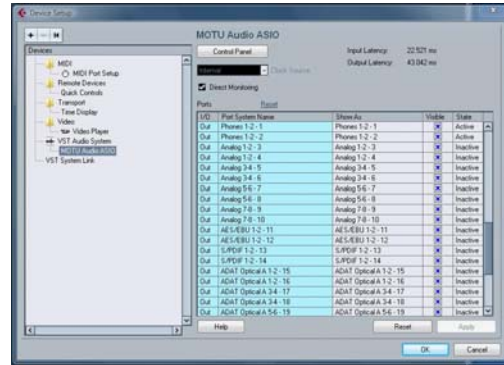 Device Setup
Devices
MIDI
MIDI Port Setup
Remote Devices
Quick Controls
Transport
Time Display
Video
Video Player
VST Audio System
MOTU Audio ASIO
VST System Link
MOTU Audio ASIO
Control Panel
Input Latency: 22.521 ms
Output Latency: 43.042 ms
Internal Clock Source
Direct Monitoring
Ports Reset
I/O Port System Name Show As Visible State
Out Phones 1-2 - 1 Phones 1-2 - 1 Active
Out Phones 1-2 - 2 Phones 1-2 - 2 Active
Out Analog 1-2 - 3 Analog 1-2 - 3 Inactive
Out Analog 1-2 - 4 Analog 1-2 - 4 Inactive
Out Analog 3-4 - 5 Analog 3-4 - 5 Inactive
Out Analog 3-4 - 6 Analog 3-4 - 6 Inactive
Out Analog 5-6 - 7 Analog 5-6 - 7 Inactive
Out Analog 5-6 - 8 Analog 5-6 - 8 Inactive
Out Analog 7-8 - 9 Analog 7-8 - 9 Inactive
Out Analog 7-8 - 10 Analog 7-8 - 10 Inactive
Out AES/EBU 1-2 - 11 AES/EBU 1-2 - 11 Inactive
Out AES/EBU 1-2 - 12 AES/EBU 1-2 - 12 Inactive
Out S/PDIF 1-2 - 13 S/PDIF 1-2 - 13 Inactive
Out S/PDIF 1-2 - 14 S/PDIF 1-2 - 14 Inactive
Out ADAT Optical A 1-2 - 15 ADAT Optical A 1-2 - 15 Inactive
Out ADAT Optical A 1-2 - 16 ADAT Optical A 1-2 - 16 Inactive
Out ADAT Optical A 3-4 - 17 ADAT Optical A 3-4 - 17 Inactive
Out ADAT Optical A 3-4 - 18 ADAT Optical A 3-4 - 18 Inactive
Out ADAT Optical A 5-6 - 19 ADAT Optical A 5-6 - 19 Inactive
Help Reset Apply
OK Cancel